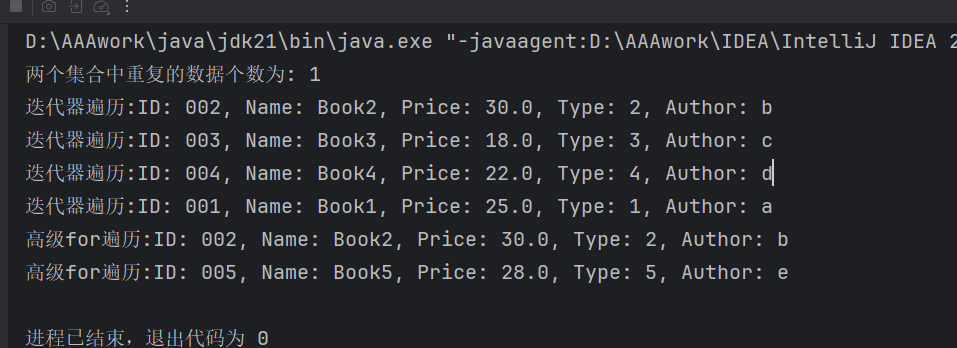 D:\AAAwork\java\jdk21\bin\java.exe "-javaagent:D:\AAAwork\IDEA\IntelliJ IDEA 2
两个集合中重复的数据个数为: 1
迭代器遍历:ID: 002, Name: Book2, Price: 30.0, Type: 2, Author: b
迭代器遍历:ID: 003, Name: Book3, Price: 18.0, Type: 3, Author: c
迭代器遍历:ID: 004, Name: Book4, Price: 22.0, Type: 4, Author: d
迭代器遍历:ID: 001, Name: Book1, Price: 25.0, Type: 1, Author: a
高级for遍历:ID: 002, Name: Book2, Price: 30.0, Type: 2, Author: b
高级for遍历:ID: 005, Name: Book5, Price: 28.0, Type: 5, Author: e
进程已结束，退出代码为 0